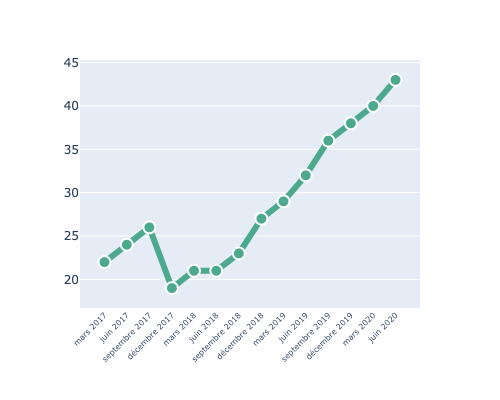 45
40
35
30
25
20
mars 2017
juin 2017
septembre 2017
décembre 2017
mars 2018
juin 2018
septembre 2018
décembre 2018
mars 2019
juin 2019
septembre 2019
décembre 2019
mars 2020
juin 2020